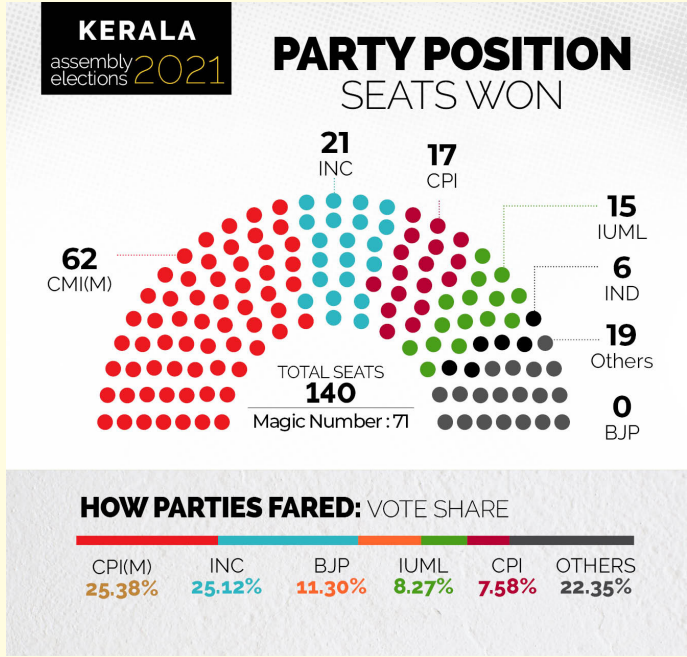 KERALA
assembly
elections 2021
PARTY POSITION
SEATS WON
21
INC
17
CPI
15
IUML
62
CMI(M)
6
IND
19
Others
0
BJP
TOTAL SEATS
140
Magic Number : 71
HOW PARTIES FARED: VOTE SHARE
CPI(M) INC BJP IUML CPI OTHERS
25.38% 25.12% 11.30% 8.27% 7.58% 22.35%